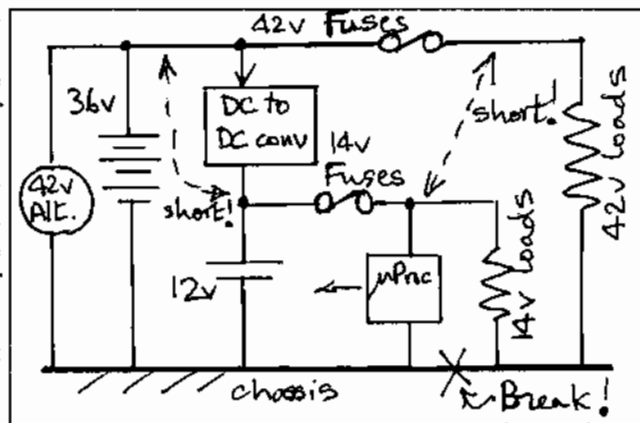 42v Fuses
36v
DC to
DC conv
14v
short!
42v loads
42v
Alt.
short!
Fuses
12v
μProc
14v loads
chassis
Break!